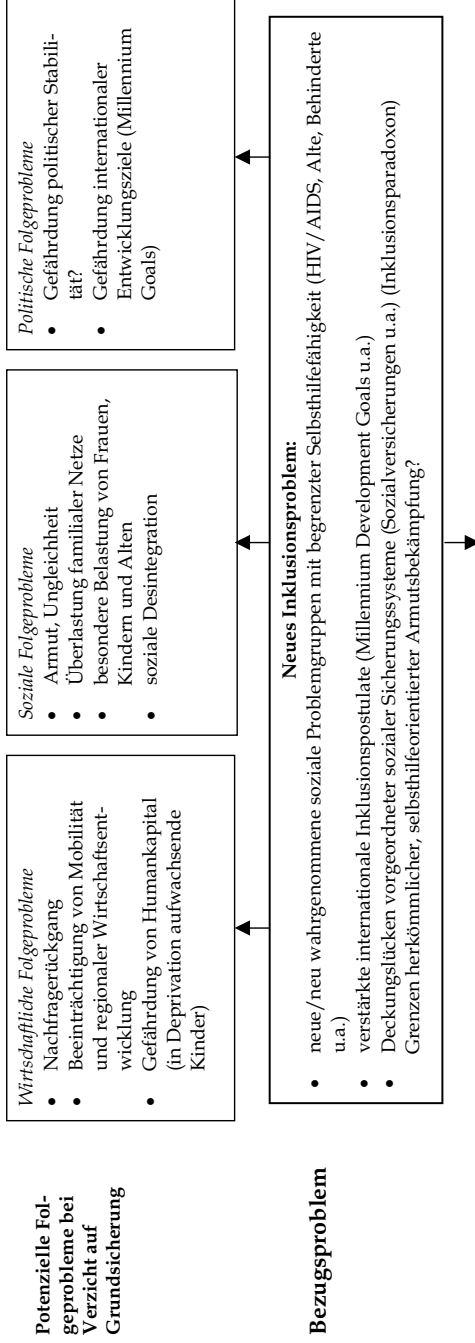 Potenzielle Fol-
geprobleme bei
Verzicht auf
Grundsicherung
Wirtschaftliche Folgeprobleme
• Nachfragerückgang
• Beeinträchtigung von Mobilität
und regionaler Wirtschaftsent-
wicklung
• Gefährdung von Humankapital
(in Deprivation aufwachsende
Kinder)
Soziale Folgeprobleme
• Armut, Ungleichheit
• Überlastung familialer Netze
• besondere Belastung von Frauen,
Kindern und Alten
• soziale Desintegration
Politische Folgeprobleme
• Gefährdung politischer Stabili-
tät?
• Gefährdung internationaler
Entwicklungsziele (Millennium
Goals)
Bezugsproblem
Neues Inklusionsproblem:
• neue/neu wahrgenommene soziale Problemgruppen mit begrenzter Selbsthilfefähigkeit (HIV/AIDS, Alte, Behinderte
u.a.)
• verstärkte internationale Inklusionspostulate (Millennium Development Goals u.a.)
• Deckungslücken vorgeordneter sozialer Sicherungssysteme (Sozialversicherungen u.a.) (Inklusionsparadoxon)
Grenzen herkömmlicher, selbsthilfeorientierter Armutsbekämpfung?